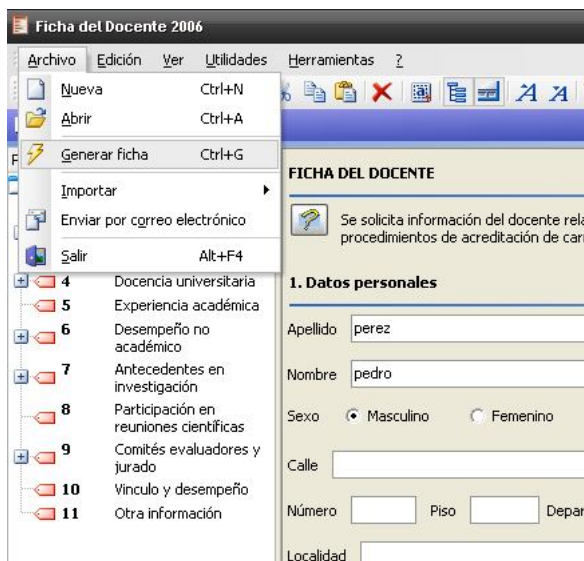 Ficha del Docente 2006
Archivo Edición Ver Utilidades Herramientas ?
Nueva Ctrl+N
Abrir Ctrl+A
Generar ficha Ctrl+G
Importar
Enviar por correo electrónico
Salir Alt+F4
4 Docencia universitaria
5 Experiencia académica
6 Desempeño no
académico
7 Antecedentes en
investigación
8 Participación en
reuniones científicas
9 Comités evaluadores y
jurado
10 Vinculo y desempeño
11 Otra información
FICHA DEL DOCENTE
Se solicita información del docente rela
procedimientos de acreditación de car
1. Datos personales
Apellido perez
Nombre pedro
Sexo Masculino Femenino
Calle
Número Piso Depar
Localidad